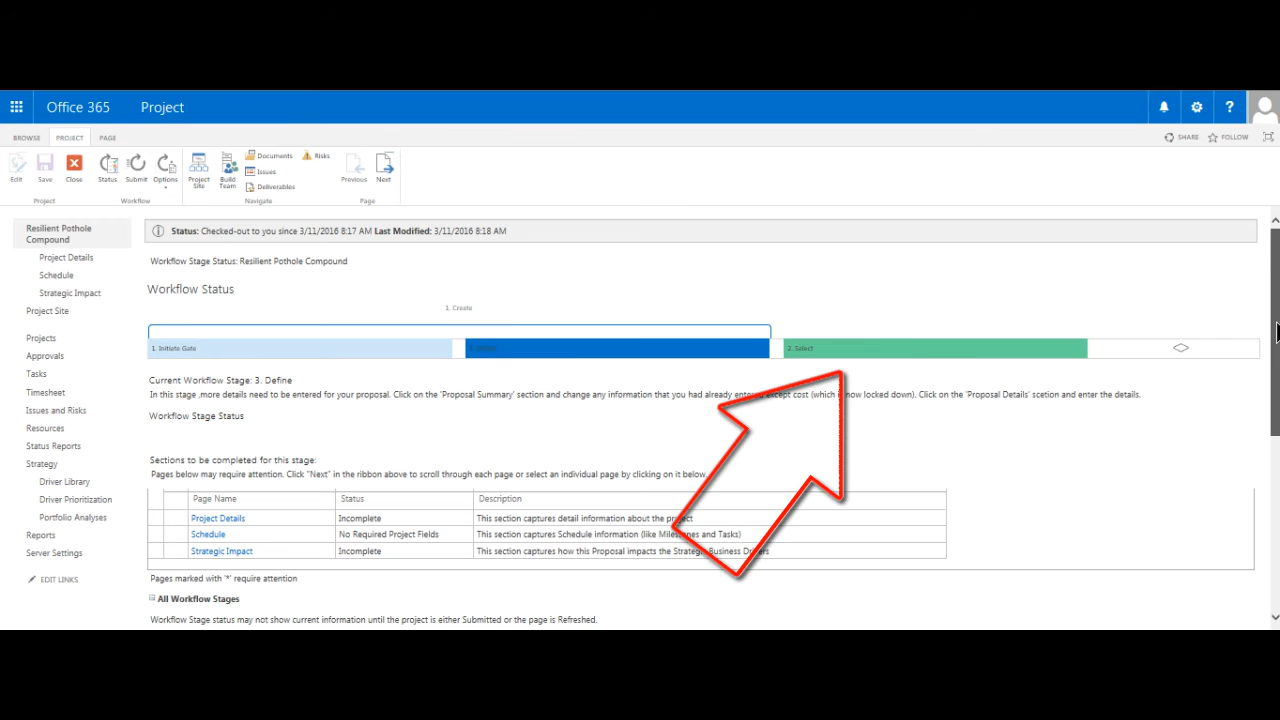 Office 365 Project
BROWSE PROJECT PAGE
SHARE FOLLOW
Edit Save Close Status Submit Options Project Site Build Team Documents Issues Deliverables Risks Previous Next
Project Workflow Navigate Page
Resilient Pothole
Compound
Project Details
Schedule
Strategic Impact
Project Site
Projects
Approvals
Tasks
Timesheet
Issues and Risks
Resources
Status Reports
Strategy
Driver Library
Driver Prioritization
Portfolio Analyses
Reports
Server Settings
EDIT LINKS
Status: Checked-out to you since 3/11/2016 8:17 AM Last Modified: 3/11/2016 8:18 AM
Workflow Stage Status: Resilient Pothole Compound
Workflow Status
1. Create
1. Initiate Gate
2. Select
Current Workflow Stage: 3. Define
In this stage ,more details need to be entered for your proposal. Click on the 'Proposal Summary' section and change any information that you had already entered except cost (which is now locked down). Click on the 'Proposal Details' scetion and enter the details.
Workflow Stage Status
Sections to be completed for this stage:
Pages below may require attention. Click "Next" in the ribbon above to scroll through each page or select an individual page by clicking on it below.
Page Name Status Description
Project Details Incomplete This section captures detail information about the project
Schedule No Required Project Fields This section captures Schedule information (like Milestones and Tasks)
Strategic Impact Incomplete This section captures how this Proposal impacts the Strategic Business Drivers
Pages marked with '*' require attention
All Workflow Stages
Workflow Stage status may not show current information until the project is either Submitted or the page is Refreshed.